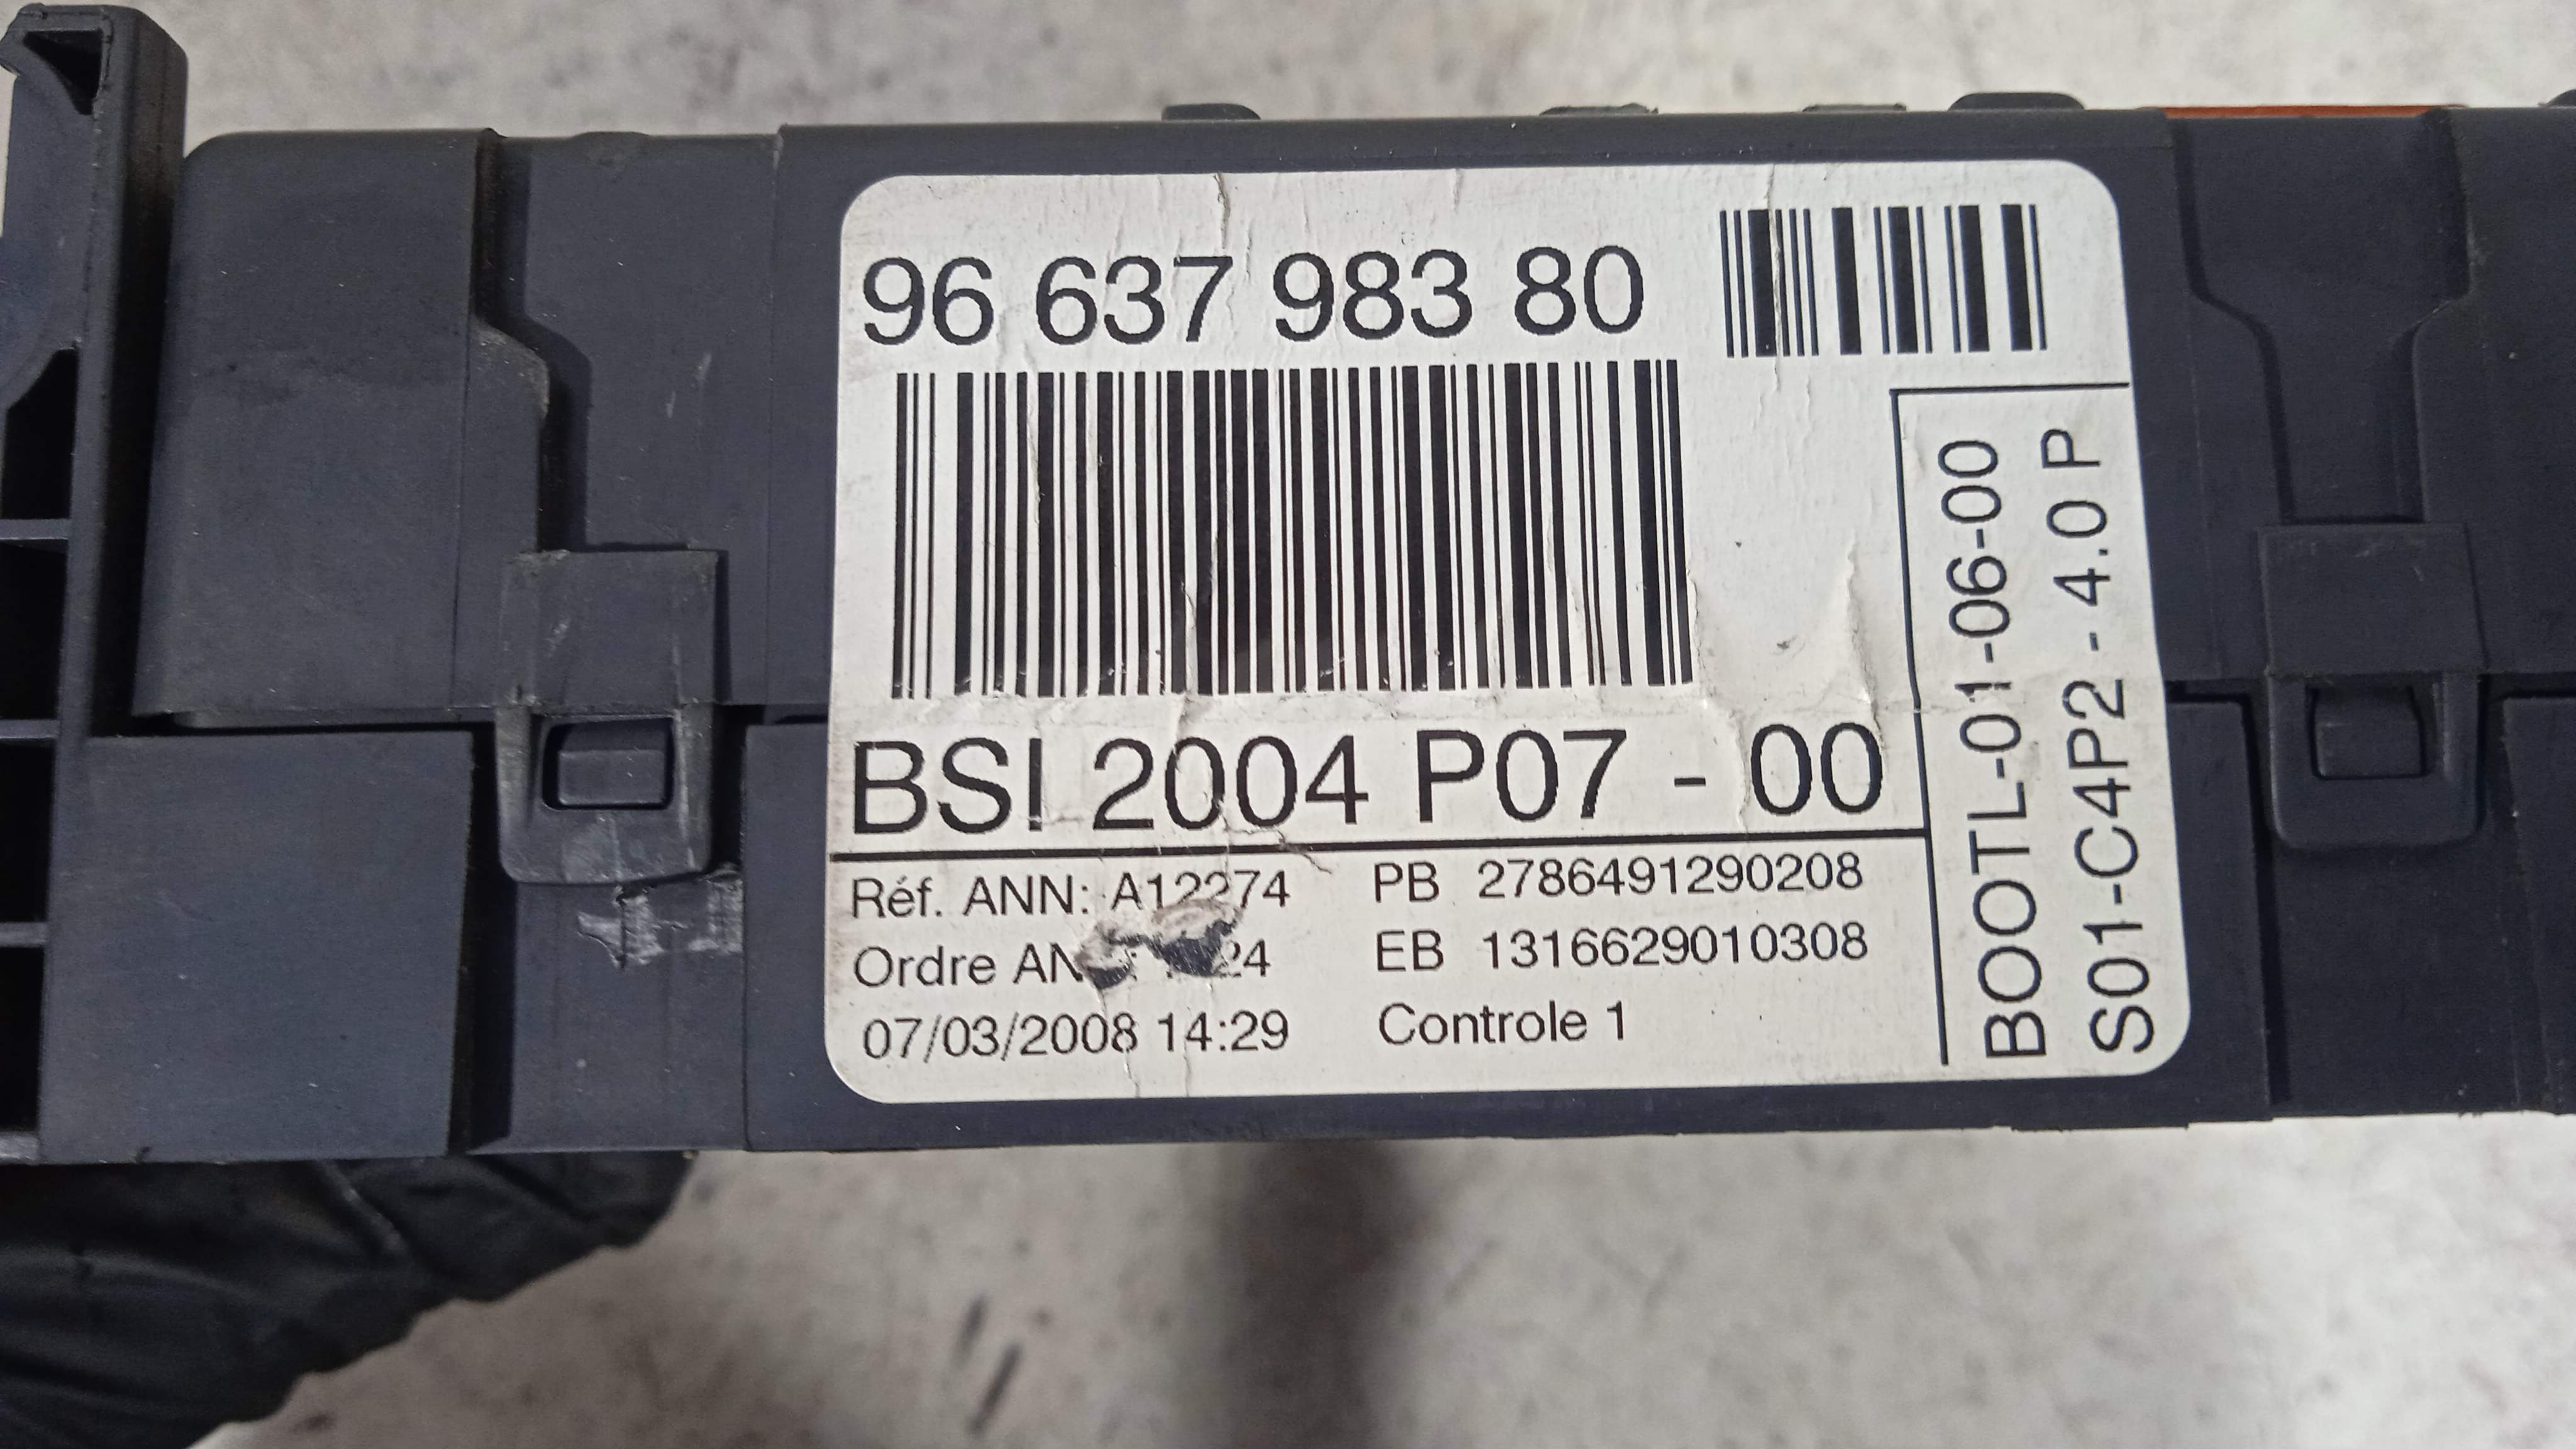 96 637 983 80
BSI 2004 P07 - 00
Réf. ANN: A12274 PB 2786491290208
Ordre EB 1316629010308
07/03/2008 14:29 Controle 1
BOOTL-01-06-00
S01-C4P2 - 4.0 P